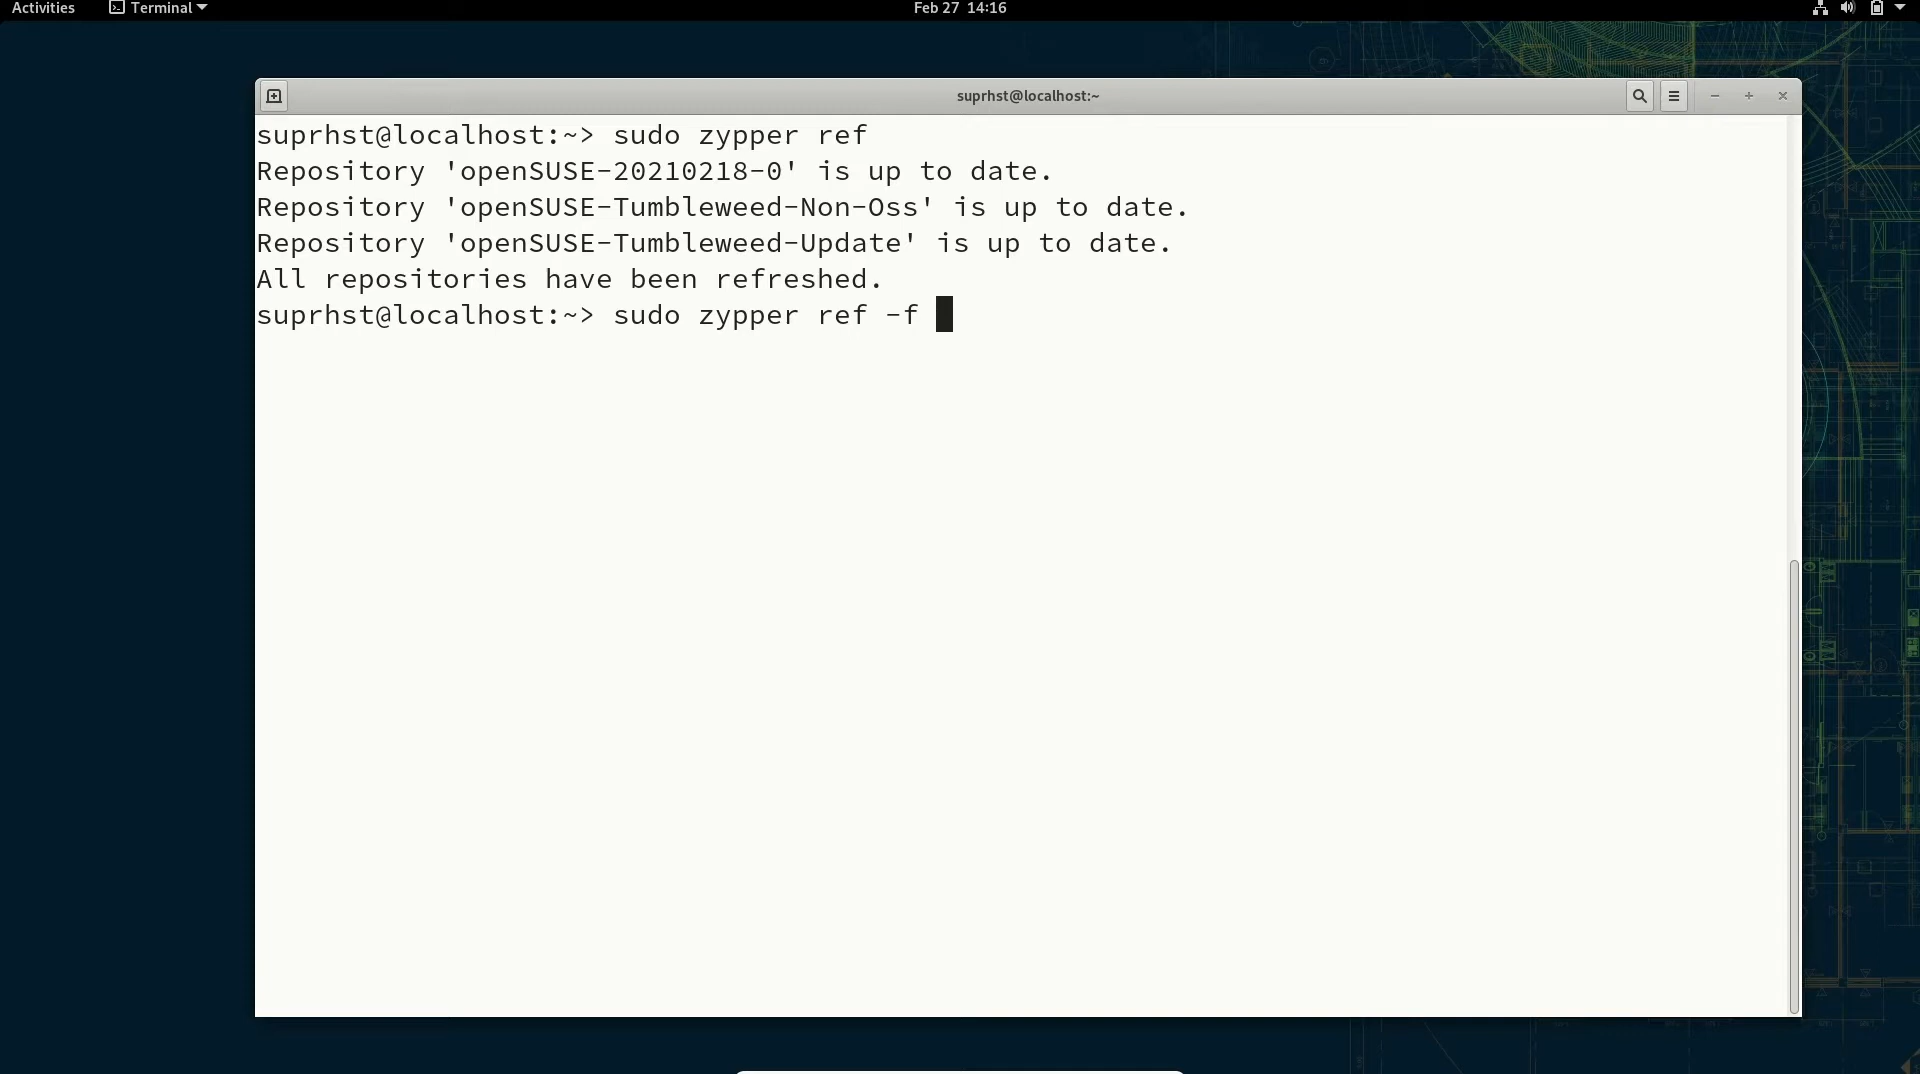 Activities Terminal Feb 27 14:16
suprhst@localhost:~
suprhst@localhost:~> sudo zypper ref
Repository 'openSUSE-20210218-0' is up to date.
Repository 'openSUSE-Tumbleweed-Non-Oss' is up to date.
Repository 'openSUSE-Tumbleweed-Update' is up to date.
All repositories have been refreshed.
suprhst@localhost:~> sudo zypper ref -f